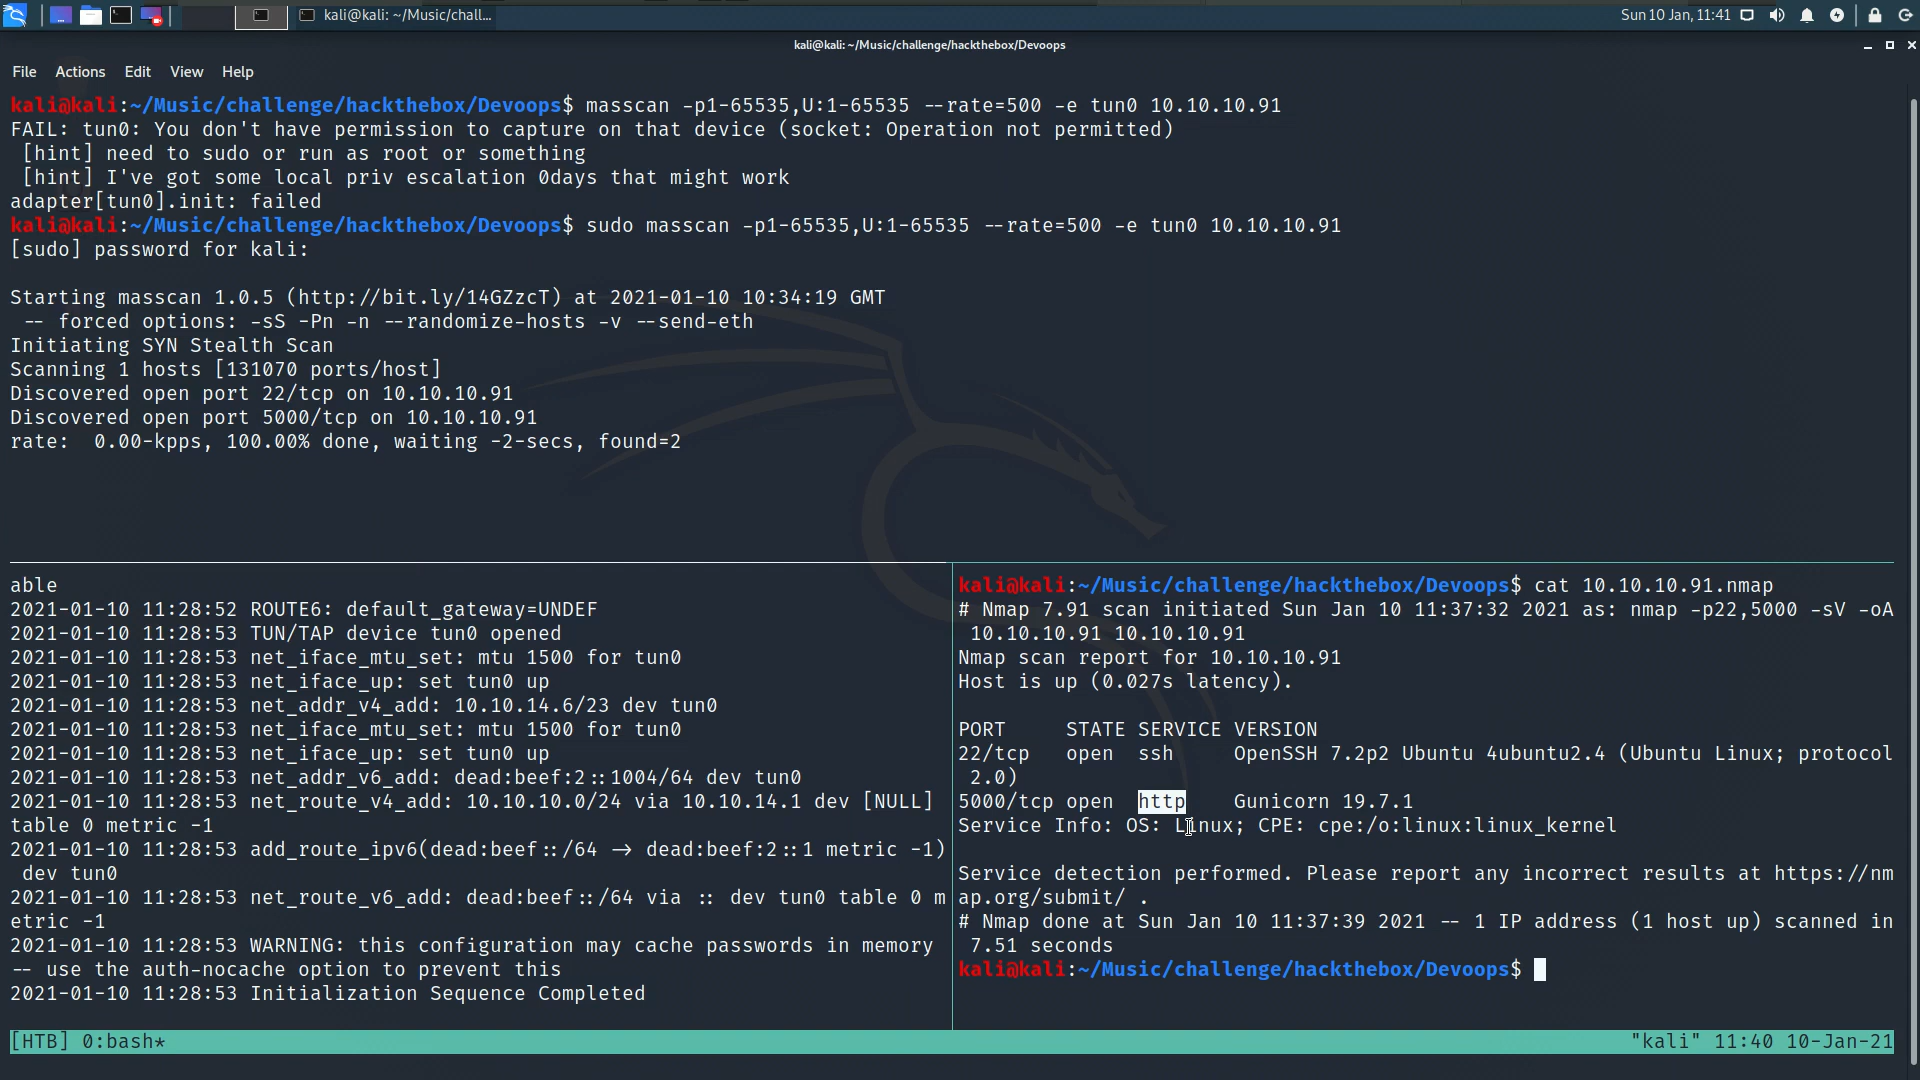 kali@kali: ~/Music/chall...
Sun 10 Jan, 11:41
kali@kali: ~/Music/challenge/hackthebox/Devoops
File Actions Edit View Help
kali@kali:~/Music/challenge/hackthebox/Devoops$ masscan -p1-65535,U:1-65535 --rate=500 -e tun0 10.10.10.91
FAIL: tun0: You don't have permission to capture on that device (socket: Operation not permitted)
[hint] need to sudo or run as root or something
[hint] I've got some local priv escalation 0days that might work
adapter[tun0].init: failed
kali@kali:~/Music/challenge/hackthebox/Devoops$ sudo masscan -p1-65535,U:1-65535 --rate=500 -e tun0 10.10.10.91
[sudo] password for kali:
Starting masscan 1.0.5 (http://bit.ly/14GZzcT) at 2021-01-10 10:34:19 GMT
-- forced options: -sS -Pn -n --randomize-hosts -v --send-eth
Initiating SYN Stealth Scan
Scanning 1 hosts [131070 ports/host]
Discovered open port 22/tcp on 10.10.10.91
Discovered open port 5000/tcp on 10.10.10.91
rate:  0.00-kpps, 100.00% done, waiting -2-secs, found=2
able
2021-01-10 11:28:52 ROUTE6: default_gateway=UNDEF
2021-01-10 11:28:53 TUN/TAP device tun0 opened
2021-01-10 11:28:53 net_iface_mtu_set: mtu 1500 for tun0
2021-01-10 11:28:53 net_iface_up: set tun0 up
2021-01-10 11:28:53 net_addr_v4_add: 10.10.14.6/23 dev tun0
2021-01-10 11:28:53 net_iface_mtu_set: mtu 1500 for tun0
2021-01-10 11:28:53 net_iface_up: set tun0 up
2021-01-10 11:28:53 net_addr_v6_add: dead:beef:2::1004/64 dev tun0
2021-01-10 11:28:53 net_route_v4_add: 10.10.10.0/24 via 10.10.14.1 dev [NULL]
table 0 metric -1
2021-01-10 11:28:53 add_route_ipv6(dead:beef::/64 -> dead:beef:2::1 metric -1)
dev tun0
2021-01-10 11:28:53 net_route_v6_add: dead:beef::/64 via :: dev tun0 table 0 m
etric -1
2021-01-10 11:28:53 WARNING: this configuration may cache passwords in memory
-- use the auth-nocache option to prevent this
2021-01-10 11:28:53 Initialization Sequence Completed
kali@kali:~/Music/challenge/hackthebox/Devoops$ cat 10.10.10.91.nmap
# Nmap 7.91 scan initiated Sun Jan 10 11:37:32 2021 as: nmap -p22,5000 -sV -oA
10.10.10.91 10.10.10.91
Nmap scan report for 10.10.10.91
Host is up (0.027s latency).
PORT     STATE SERVICE VERSION
22/tcp   open  ssh     OpenSSH 7.2p2 Ubuntu 4ubuntu2.4 (Ubuntu Linux; protocol
2.0)
5000/tcp open  http    Gunicorn 19.7.1
Service Info: OS: Linux; CPE: cpe:/o:linux:linux_kernel
Service detection performed. Please report any incorrect results at https://nm
ap.org/submit/ .
# Nmap done at Sun Jan 10 11:37:39 2021 -- 1 IP address (1 host up) scanned in
7.51 seconds
kali@kali:~/Music/challenge/hackthebox/Devoops$
[HTB] 0:bash* "kali" 11:40 10-Jan-21